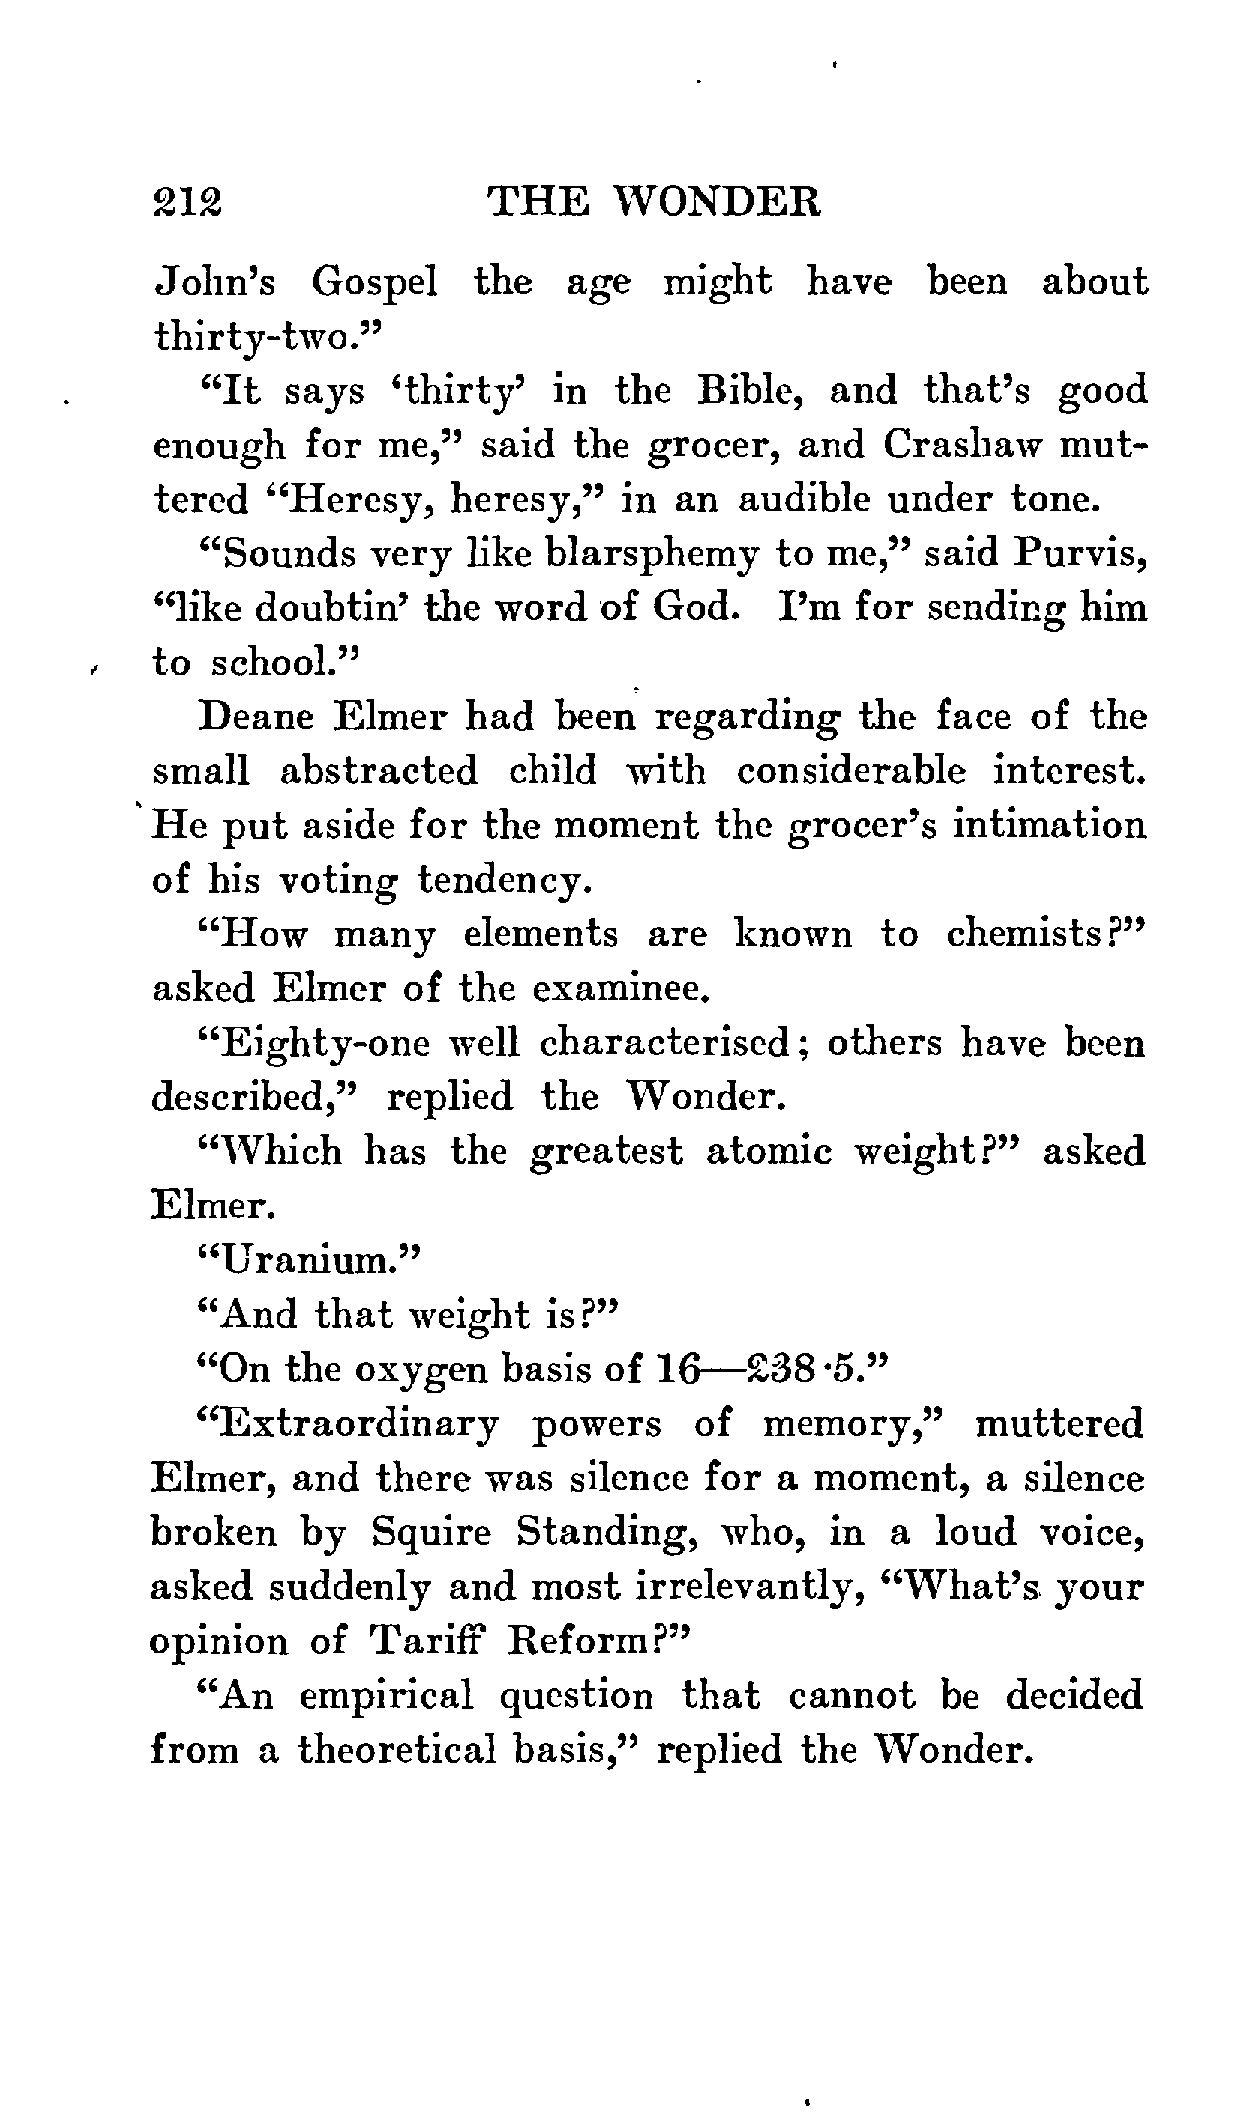 212 THE WONDER
John's Gospel the age might have been about
thirty-two."
"It says 'thirty' in the Bible, and that's good
enough for me," said the grocer, and Crashaw mut-
tered "Heresy, heresy," in an audible under tone.
"Sounds very like blarsphemy to me," said Purvis,
"like doubtin' the word of God. I'm for sending him
to school."
Deane Elmer had been regarding the face of the
small abstracted child with considerable interest.
He put aside for the moment the grocer's intimation
of his voting tendency.
"How many elements are known to chemists?"
asked Elmer of the examinee.
"Eighty-one well characterised; others have been
described," replied the Wonder.
"Which has the greatest atomic weight?" asked
Elmer.
"Uranium."
"And that weight is?"
"On the oxygen basis of 16—238·5."
"Extraordinary powers of memory," muttered
Elmer, and there was silence for a moment, a silence
broken by Squire Standing, who, in a loud voice,
asked suddenly and most irrelevantly, "What's your
opinion of Tariff Reform?"
"An empirical question that cannot be decided
from a theoretical basis," replied the Wonder.